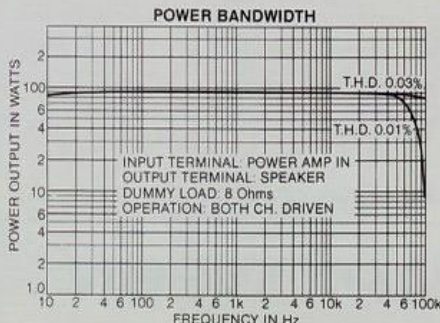 POWER BANDWIDTH
POWER OUTPUT IN WATTS
2
100
6
4
2
10
6
4
2
1.0
T.H.D. 0.03%
T.H.D. 0.01%
INPUT TERMINAL: POWER AMP IN
OUTPUT TERMINAL: SPEAKER
DUMMY LOAD: 8 Ohms
OPERATION: BOTH CH. DRIVEN
10 2 4 6 100 2 4 6 1k 2 4 6 10k 2 4 6 100k
FREQUENCY IN Hz